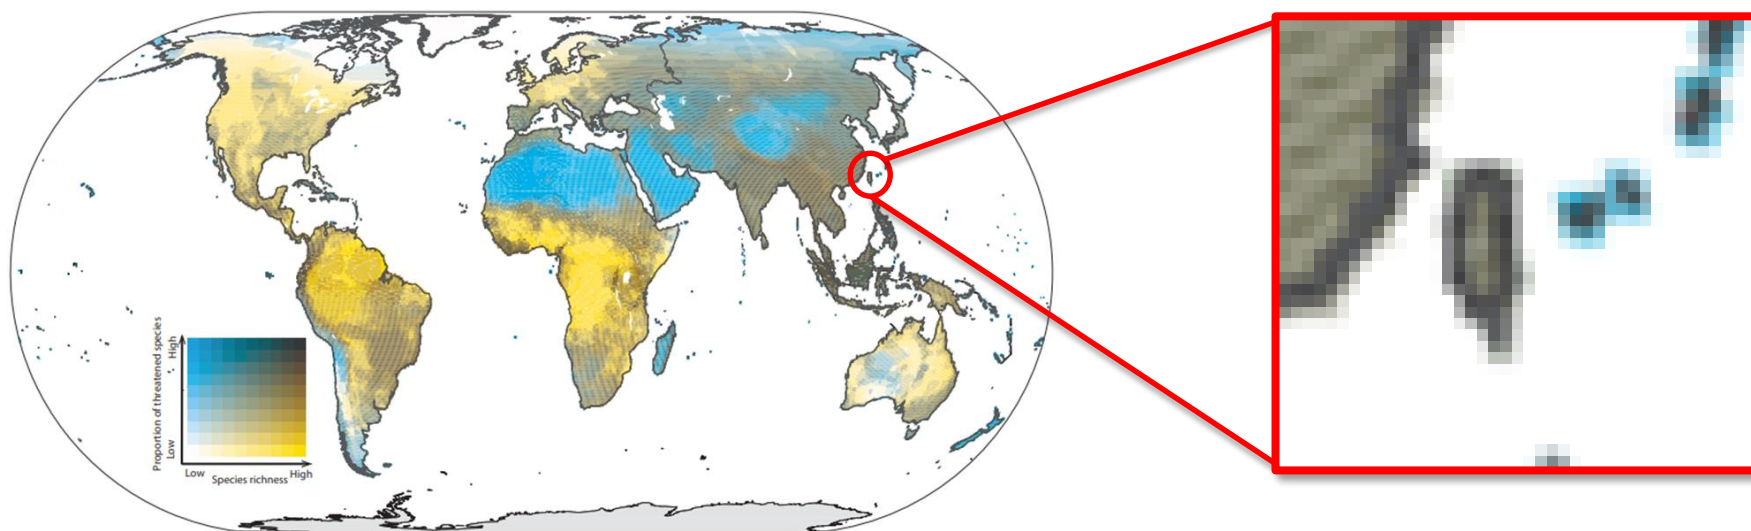 Proportion of threatened species
High
Low
Low
High
Species richness